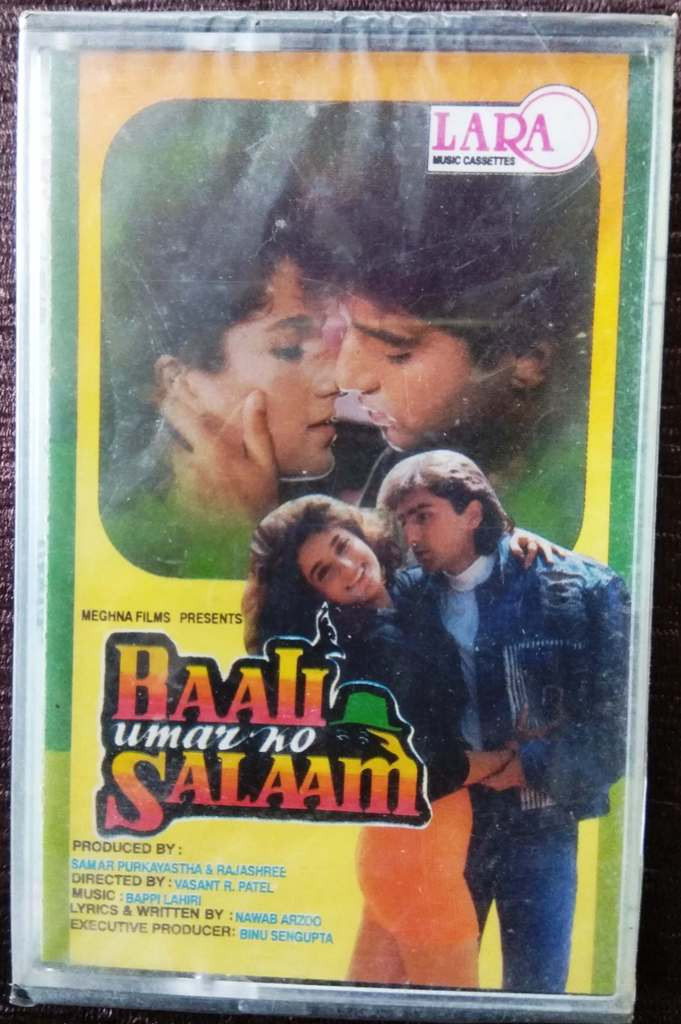 LARA
MUSIC CASSETTES
MEGHNA FILMS PRESENTS
BAALI
umar ko
SALAAM
PRODUCED BY :
SAMAR PURKAYASTHA & RAJASHREE
DIRECTED BY : VASANT R. PATEL
MUSIC : BAPPI LAHIRI
LYRICS & WRITTEN BY : NAWAB ARZOO
EXECUTIVE PRODUCER: BINU SENGUPTA